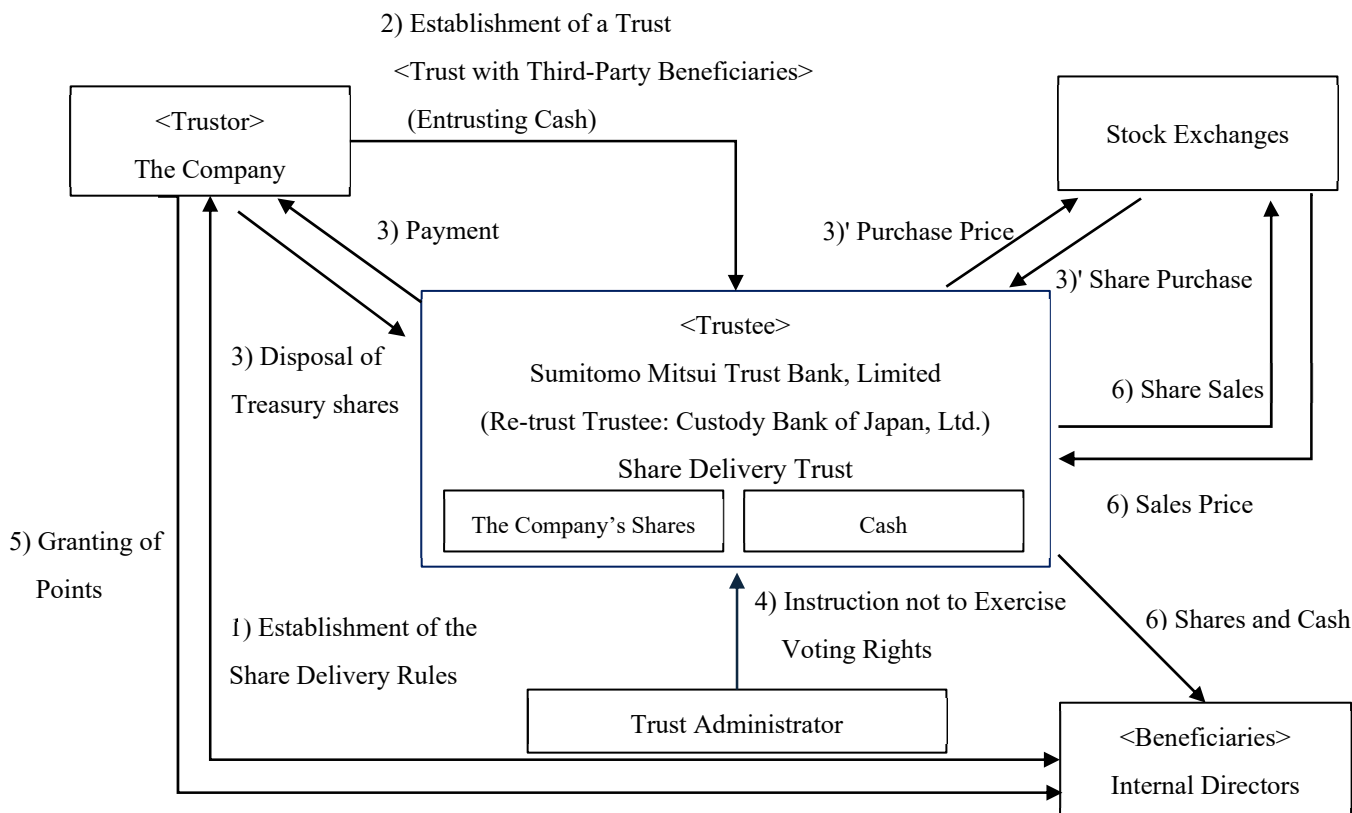 2) Establishment of a Trust
<Trust with Third-Party Beneficiaries>
(Entrusting Cash)
<Trustor>
The Company
Stock Exchanges
3) Payment
3)' Purchase Price
3)' Share Purchase
3) Disposal of
Treasury shares
<Trustee>
Sumitomo Mitsui Trust Bank, Limited
(Re-trust Trustee: Custody Bank of Japan, Ltd.)
Share Delivery Trust
The Company’s Shares
Cash
6) Share Sales
6) Sales Price
5) Granting of
Points
1) Establishment of the
Share Delivery Rules
4) Instruction not to Exercise
Voting Rights
6) Shares and Cash
Trust Administrator
<Beneficiaries>
Internal Directors